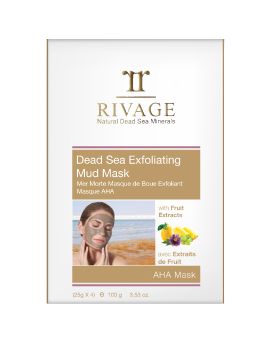 RIVAGE
Natural Dead Sea Minerals
Dead Sea Exfoliating
Mud Mask
Mer Morte Masque de Boue Exfoliant
Masque AHA
with Fruit
Extracts
avec Extraits
de Fruit
AHA Mask
(25g X 4) ℮ 100 g 3.53 oz.